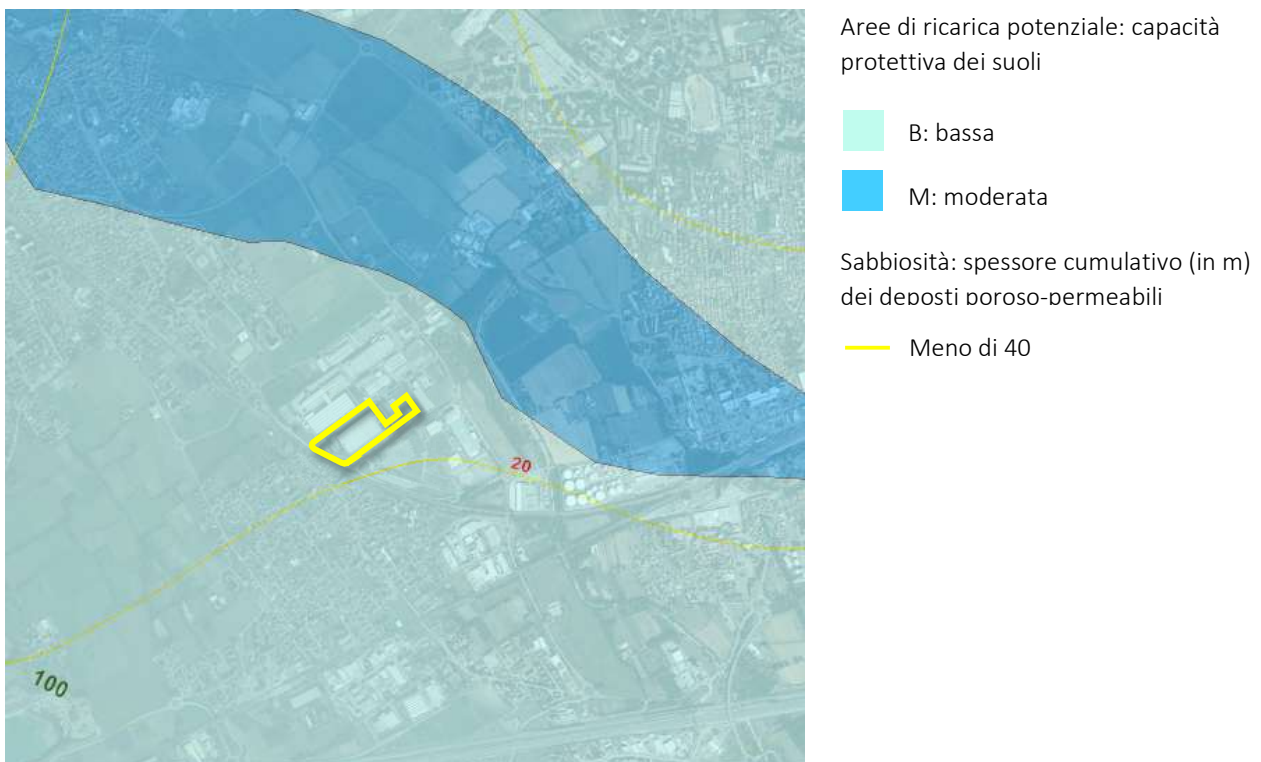 Aree di ricarica potenziale: capacità
protettiva dei suoli
B: bassa
M: moderata
Sabbiosità: spessore cumulativo (in m)
dei deposti poroso-permeabili
Meno di 40
20
100